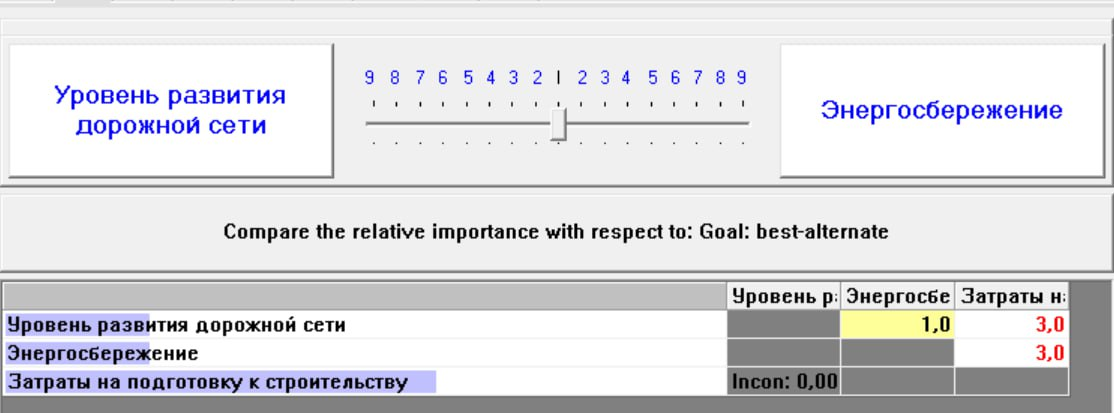 Уровень развития
дорожной сети
9 8 7 6 5 4 3 2 1 2 3 4 5 6 7 8 9
Энергосбережение
Compare the relative importance with respect to: Goal: best-alternate
Уровень р Энергосбе Затраты н
Уровень развития дорожной сети 1,0 3,0
Энергосбережение 3,0
Затраты на подготовку к строительству Incon: 0,00